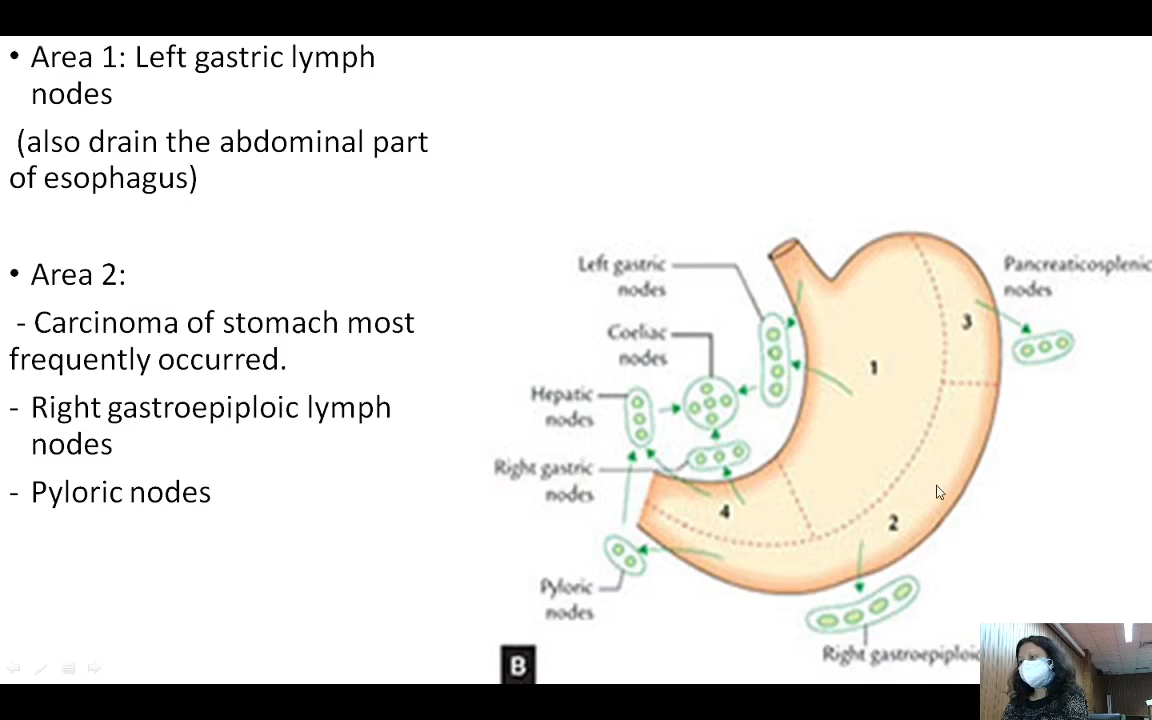 • Area 1: Left gastric lymph
nodes
(also drain the abdominal part
of esophagus)
• Area 2:
- Carcinoma of stomach most
frequently occurred.
- Right gastroepiploic lymph
nodes
- Pyloric nodes
Left gastric
nodes
Coeliac
nodes
Hepatic
nodes
Right gastric
nodes
Pyloric
nodes
Pancreaticosplenic
nodes
3
1
4
2
Right gastroepiploic
B